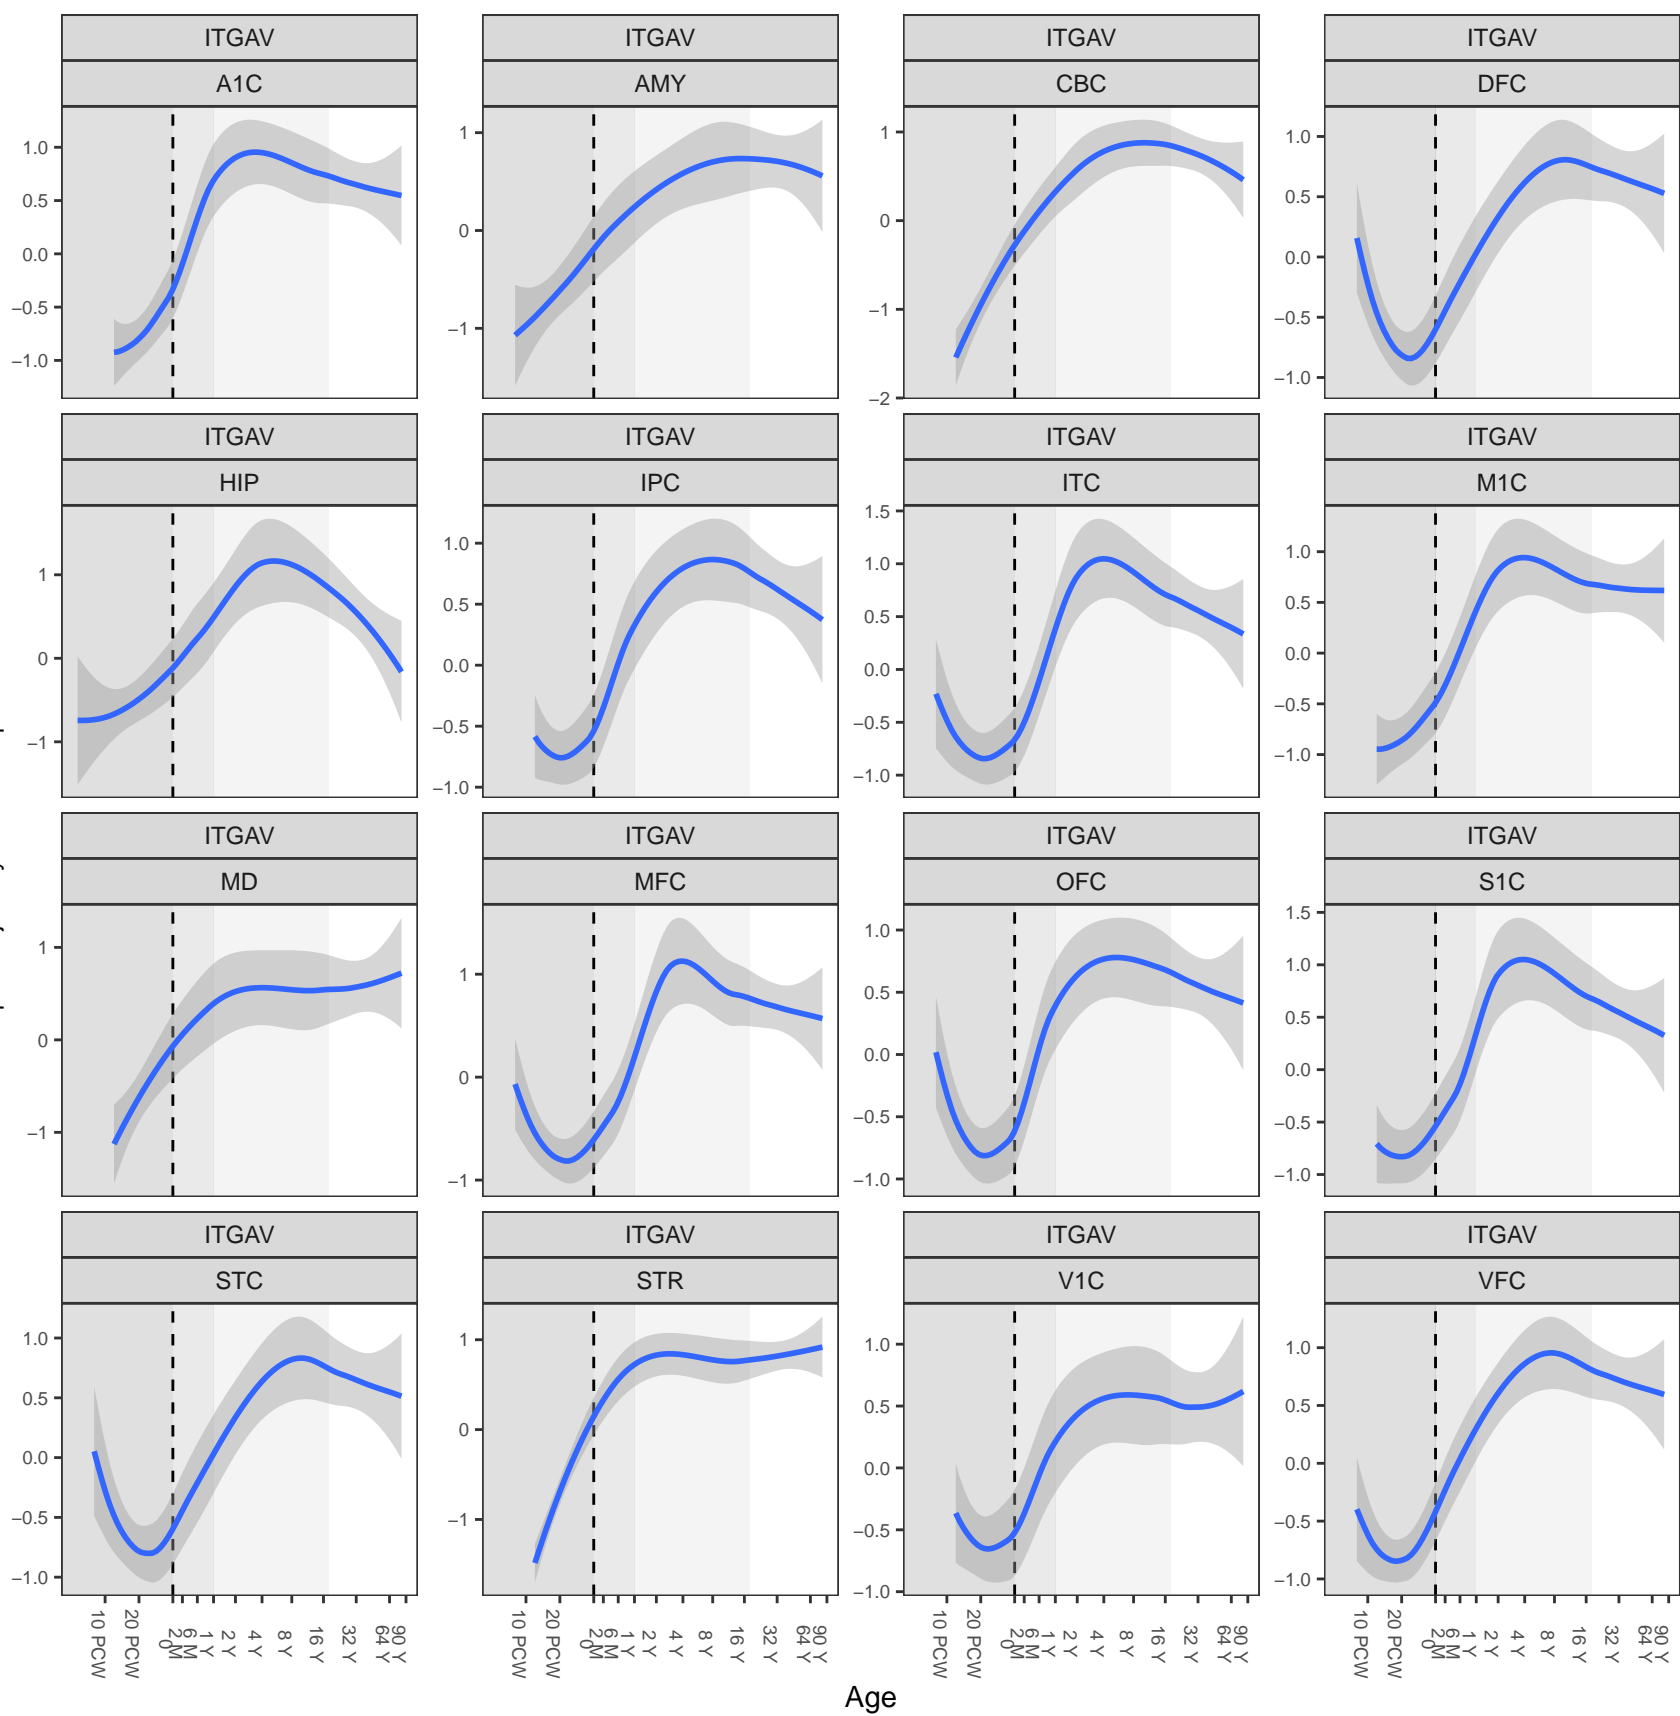 ITGAV ITGAV ITGAV ITGAV
A1C AMY CBC DFC
1.0 0.5 0.0 −0.5 −1.0
1 0 −1
1 0 −1 −2
1.0 0.5 0.0 −0.5 −1.0
ITGAV ITGAV ITGAV ITGAV
HIP IPC ITC M1C
1 0 −1
1.0 0.5 0.0 −0.5 −1.0
1.5 1.0 0.5 0.0 −0.5 −1.0
1.0 0.5 0.0 −0.5 −1.0
ITGAV ITGAV ITGAV ITGAV
MD MFC OFC S1C
1 0 −1
1 0 −1
1.0 0.5 0.0 −0.5 −1.0
1.5 1.0 0.5 0.0 −0.5 −1.0
ITGAV ITGAV ITGAV ITGAV
STC STR V1C VFC
1.0 0.5 0.0 −0.5 −1.0
1 0 −1
1.0 0.5 0.0 −0.5 −1.0
1.0 0.5 0.0 −0.5 −1.0
10 PCW 20 PCW 0 2 M 6 M 1 Y 2 Y 4 Y 8 Y 16 Y 32 Y 64 Y 90 Y
10 PCW 20 PCW 0 2 M 6 M 1 Y 2 Y 4 Y 8 Y 16 Y 32 Y 64 Y 90 Y
10 PCW 20 PCW 0 2 M 6 M 1 Y 2 Y 4 Y 8 Y 16 Y 32 Y 64 Y 90 Y
10 PCW 20 PCW 0 2 M 6 M 1 Y 2 Y 4 Y 8 Y 16 Y 32 Y 64 Y 90 Y
Age